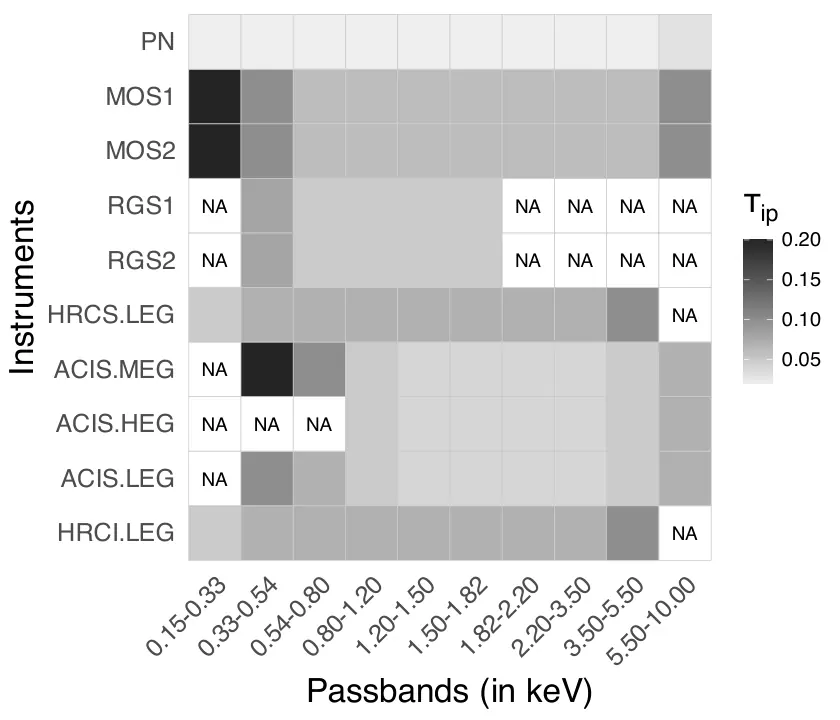 PN
MOS1
MOS2
RGS1 NA NA NA NA NA
RGS2 NA NA NA NA NA
HRCS.LEG NA
ACIS.MEG NA
ACIS.HEG NA NA NA
ACIS.LEG NA
HRCI.LEG NA
Instruments
0.15-0.33 0.33-0.54 0.54-0.80 0.80-1.20 1.20-1.50 1.50-1.82 1.82-2.20 2.20-3.50 3.50-5.50 5.50-10.00
Passbands (in keV)
τip
0.20
0.15
0.10
0.05